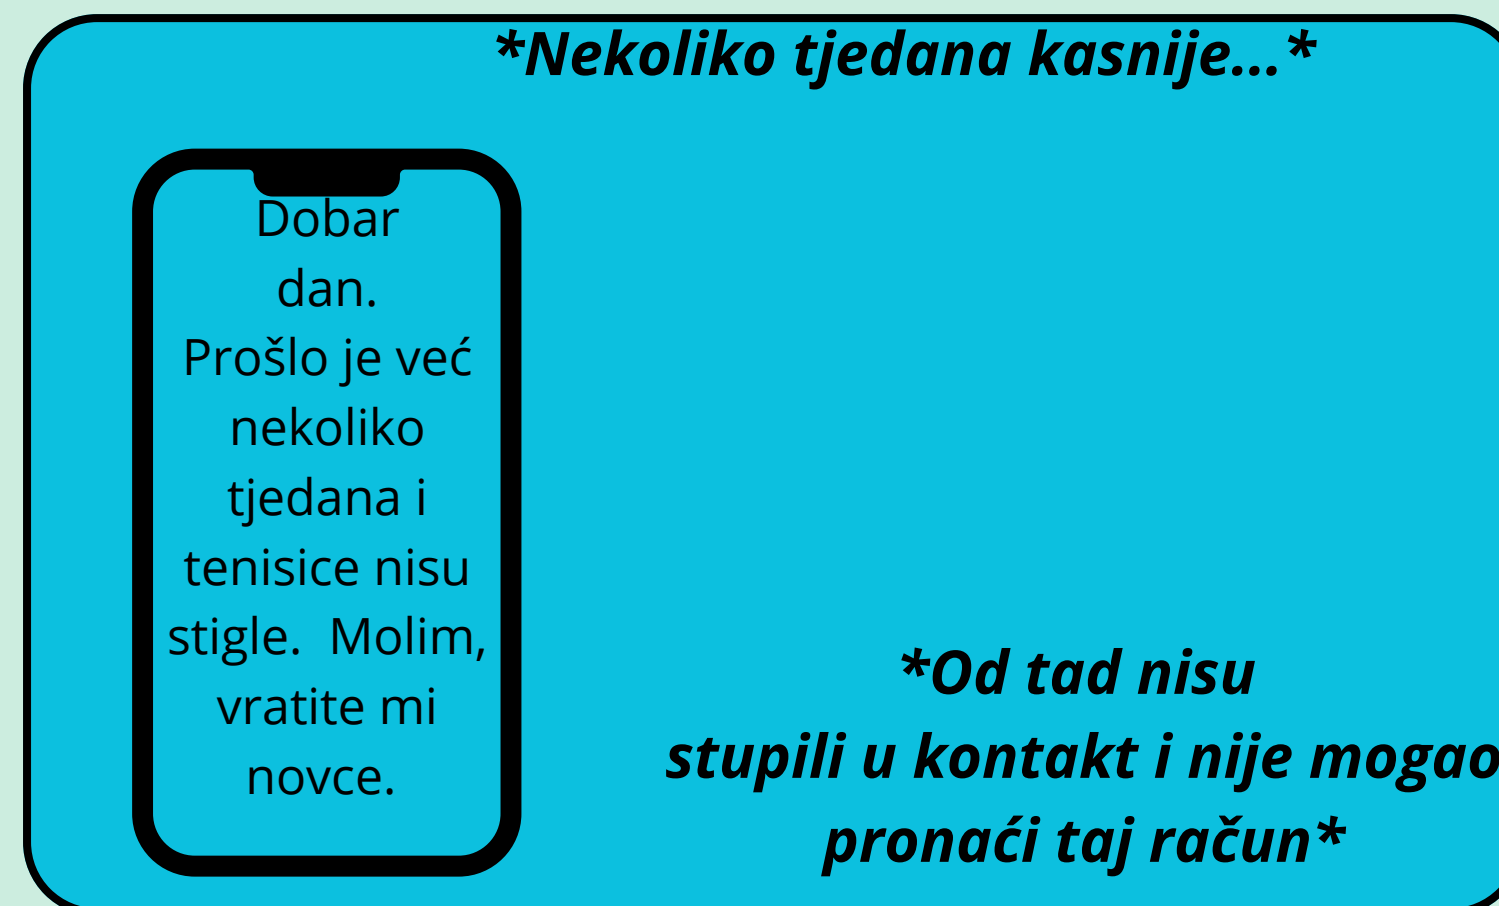 *Nekoliko tjedana kasnije...*
Dobar
dan.
Prošlo je već
nekoliko
tjedana i
tenisice nisu
stigle.  Molim,
vratite mi
novce.
*Od tad nisu
stupili u kontakt i nije mogao
pronaći taj račun*